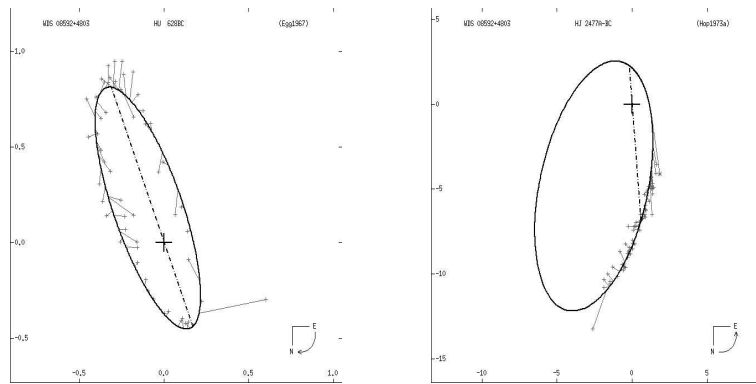 WDS 08592+4803 HU 628BC (Egg1967)
1.0
0.5
0.0
-0.5
-0.5 0.0 0.5 1.0
E
N
WDS 08592+4803 HJ 2477A-BC (Hop1973a)
5
0
-5
-10
-15
-10 -5 0 5
E
N